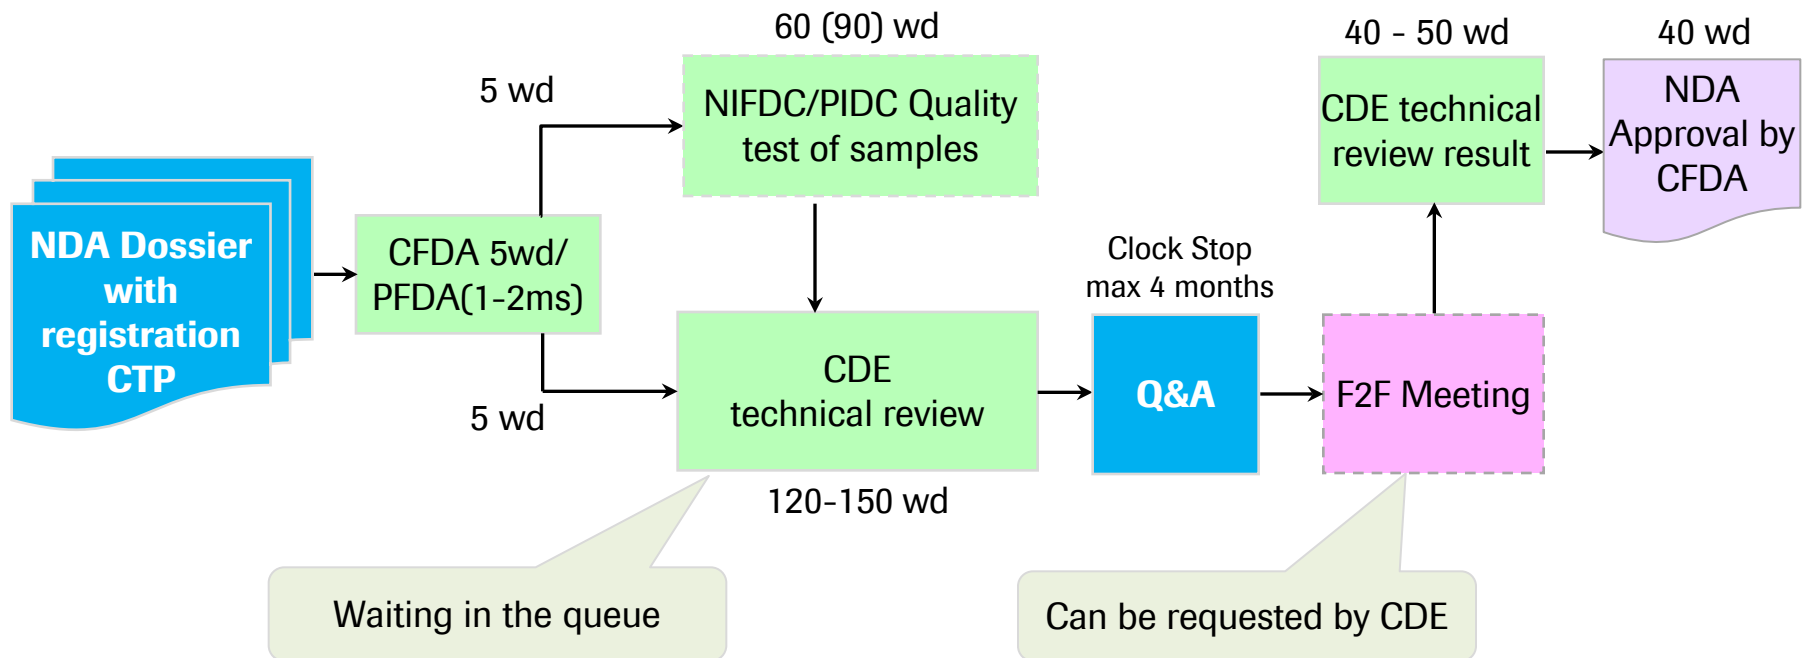 60 (90) wd
40 - 50 wd
40 wd
5 wd
NIFDC/PIDC Quality
test of samples
CDE technical
review result
NDA
Approval by
CFDA
NDA Dossier
with
registration
CTP
CFDA 5wd/
PFDA(1-2ms)
Clock Stop
max 4 months
5 wd
CDE
technical review
Q&A
F2F Meeting
120-150 wd
Waiting in the queue
Can be requested by CDE